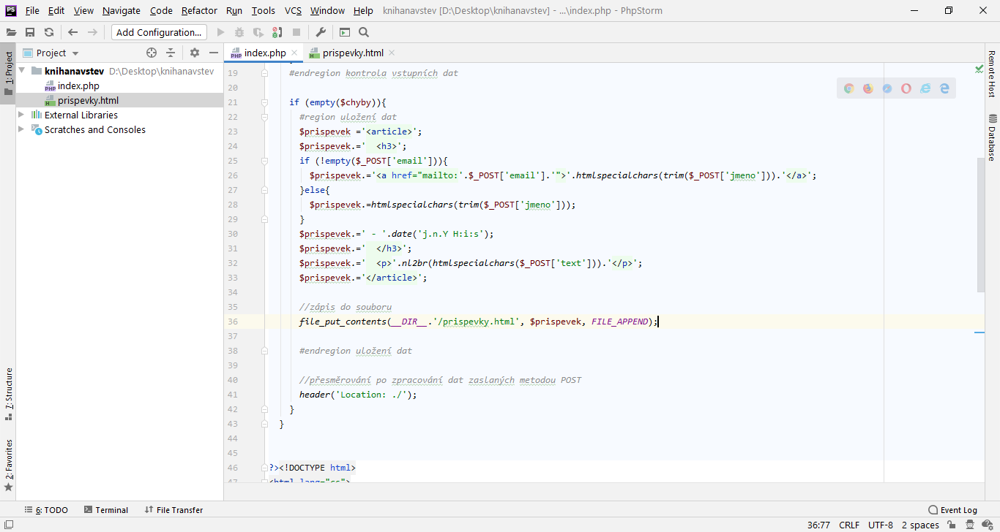 PS File Edit View Navigate Code Refactor Run Tools VCS Window Help knihanavstev [D:\Desktop\knihanavstev] - ...\index.php - PhpStorm
Add Configuration...
1: Project
Project
index.php
prispevky.html
Remote Host
Database
knihanavstev D:\Desktop\knihanavstev
index.php
prispevky.html
External Libraries
Scratches and Consoles
19 #endregion kontrola vstupních dat
20
21 if (empty($chyby)){
22 #region uložení dat
23 $prispevek ='<article>';
24 $prispevek.='  <h3>';
25 if (!empty($_POST['email'])){
26 $prispevek.='<a href="mailto:'.$_POST['email'].'">'.htmlspecialchars(trim($_POST['jmeno'])).'</a>';
27 }else{
28 $prispevek.=htmlspecialchars(trim($_POST['jmeno']));
29 }
30 $prispevek.=' - '.date('j.n.Y H:i:s');
31 $prispevek.='  </h3>';
32 $prispevek.='  <p>'.nl2br(htmlspecialchars($_POST['text'])).'</p>';
33 $prispevek.='</article>';
34
35 //zápis do souboru
36 file_put_contents(__DIR__.'/prispevky.html', $prispevek, FILE_APPEND);
37
38 #endregion uložení dat
39
40 //přesměrování po zpracování dat zaslaných metodou POST
41 header('Location: ./');
42 }
43 }
44
45
46 ?><!DOCTYPE html>
47 <html lang="cs">
7: Structure
2: Favorites
6: TODO Terminal File Transfer Event Log
36:77 CRLF UTF-8 2 spaces